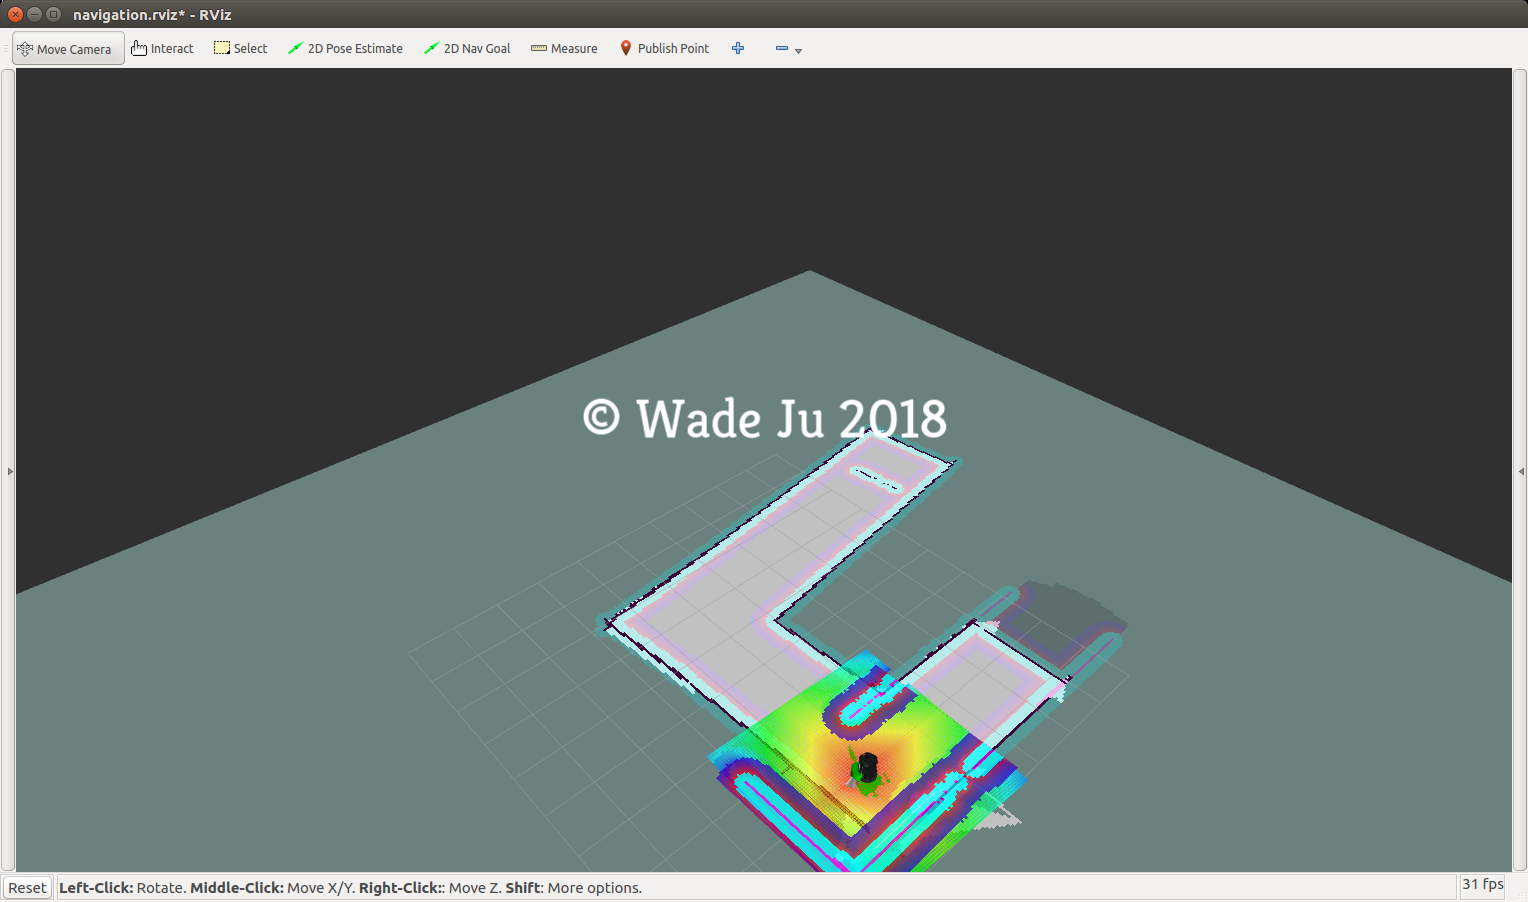 navigation.rviz* - RViz
Move Camera Interact Select 2D Pose Estimate 2D Nav Goal Measure Publish Point
© Wade Ju 2018
Reset Left-Click: Rotate. Middle-Click: Move X/Y. Right-Click:: Move Z. Shift: More options. 31 fps